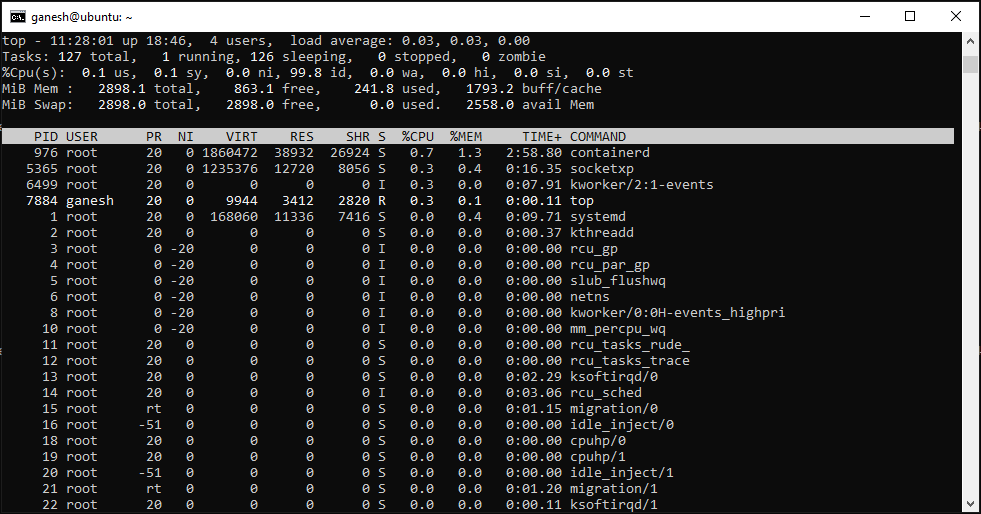 ganesh@ubuntu: ~
top - 11:28:01 up 18:46,  4 users,  load average: 0.03, 0.03, 0.00
Tasks: 127 total,   1 running, 126 sleeping,   0 stopped,   0 zombie
%Cpu(s):  0.1 us,  0.1 sy,  0.0 ni, 99.8 id,  0.0 wa,  0.0 hi,  0.0 si,  0.0 st
MiB Mem :   2898.1 total,    863.1 free,    241.8 used,   1793.2 buff/cache
MiB Swap:   2898.0 total,   2898.0 free,      0.0 used.   2558.0 avail Mem
    PID USER      PR  NI    VIRT    RES    SHR S  %CPU  %MEM     TIME+ COMMAND
    976 root      20   0 1860472  38932  26924 S   0.7   1.3   2:58.80 containerd
   5365 root      20   0 1235376  12720   8056 S   0.3   0.4   0:16.35 socketxp
   6499 root      20   0       0      0      0 I   0.3   0.0   0:07.91 kworker/2:1-events
   7884 ganesh    20   0    9944   3412   2820 R   0.3   0.1   0:00.11 top
      1 root      20   0  168060  11336   7416 S   0.0   0.4   0:09.71 systemd
      2 root      20   0       0      0      0 S   0.0   0.0   0:00.37 kthreadd
      3 root       0 -20       0      0      0 I   0.0   0.0   0:00.00 rcu_gp
      4 root       0 -20       0      0      0 I   0.0   0.0   0:00.00 rcu_par_gp
      5 root       0 -20       0      0      0 I   0.0   0.0   0:00.00 slub_flushwq
      6 root       0 -20       0      0      0 I   0.0   0.0   0:00.00 netns
      8 root       0 -20       0      0      0 I   0.0   0.0   0:00.00 kworker/0:0H-events_highpri
     10 root       0 -20       0      0      0 I   0.0   0.0   0:00.00 mm_percpu_wq
     11 root      20   0       0      0      0 S   0.0   0.0   0:00.00 rcu_tasks_rude_
     12 root      20   0       0      0      0 S   0.0   0.0   0:00.00 rcu_tasks_trace
     13 root      20   0       0      0      0 S   0.0   0.0   0:02.29 ksoftirqd/0
     14 root      20   0       0      0      0 I   0.0   0.0   0:03.06 rcu_sched
     15 root      rt   0       0      0      0 S   0.0   0.0   0:01.15 migration/0
     16 root     -51   0       0      0      0 S   0.0   0.0   0:00.00 idle_inject/0
     18 root      20   0       0      0      0 S   0.0   0.0   0:00.00 cpuhp/0
     19 root      20   0       0      0      0 S   0.0   0.0   0:00.00 cpuhp/1
     20 root     -51   0       0      0      0 S   0.0   0.0   0:00.00 idle_inject/1
     21 root      rt   0       0      0      0 S   0.0   0.0   0:01.20 migration/1
     22 root      20   0       0      0      0 S   0.0   0.0   0:00.11 ksoftirqd/1